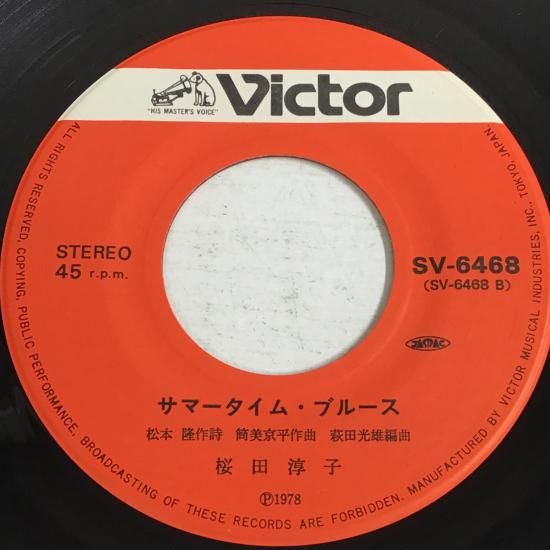 Victor
"HIS MASTER'S VOICE"
ALL RIGHTS RESERVED, COPYING, PUBLIC PERFORMANCE, BROADCASTING OF THESE RECORDS ARE FORBIDDEN. MANUFACTURED BY VICTOR MUSICAL INDUSTRIES, INC., TOKYO, JAPAN.
STEREO
45 r.p.m.
SV-6468
(SV-6468 B)
JASRAC
サマータイム・ブルース
松本 隆作詩 筒美京平作曲 萩田光雄編曲
桜田淳子
Ⓟ1978